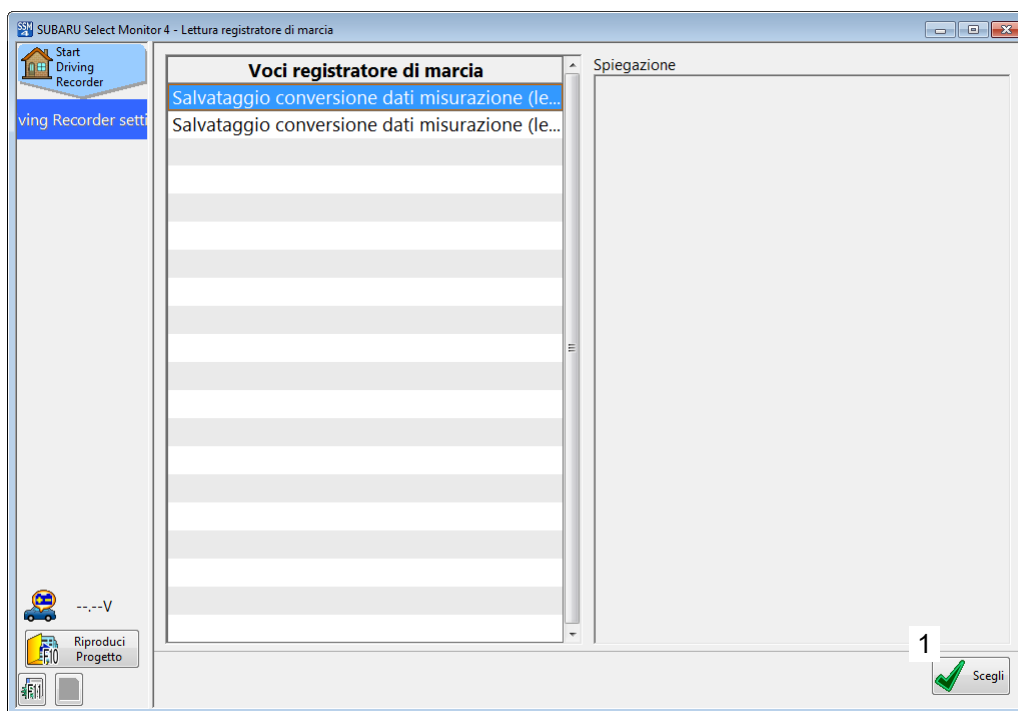 SUBARU Select Monitor 4 - Lettura registratore di marcia
Start
Driving
Recorder
ving Recorder setti
Voci registratore di marcia
Salvataggio conversione dati misurazione (le...
Salvataggio conversione dati misurazione (le...
Spiegazione
--.--V
Riproduci
Progetto
F10
F11
1
Scegli